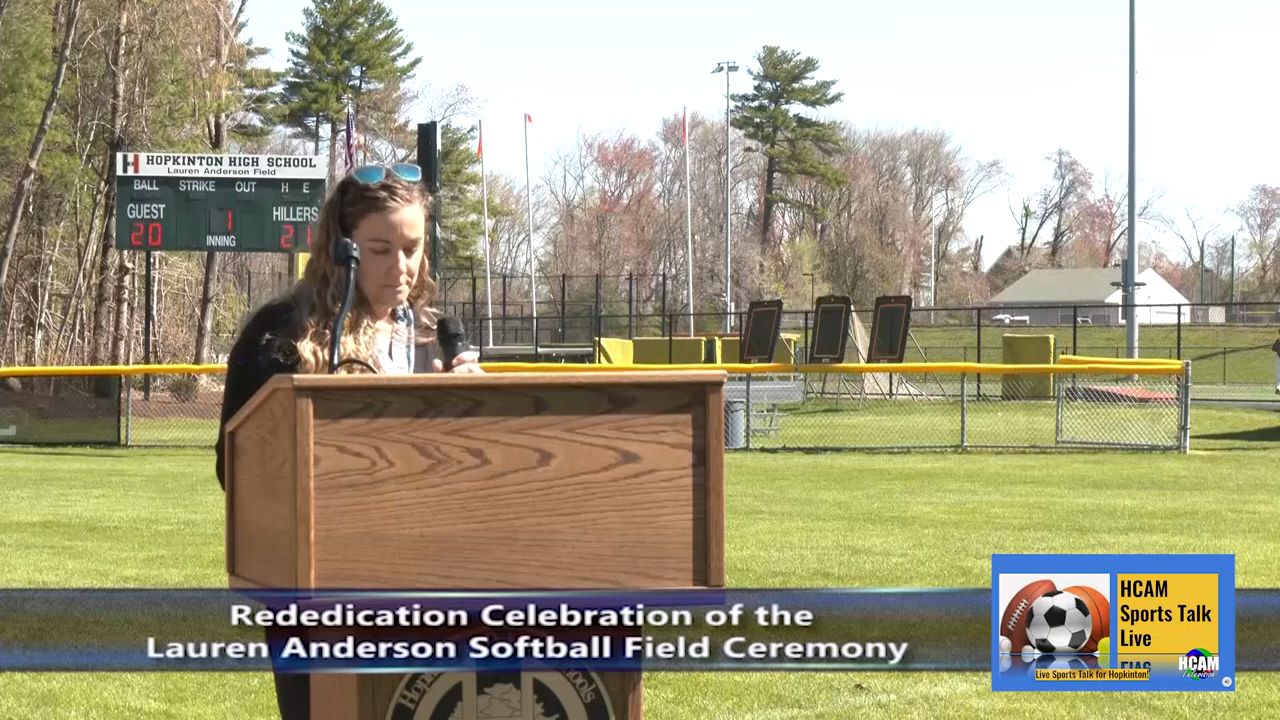 H HOPKINTON HIGH SCHOOL
Lauren Anderson Field
BALL STRIKE OUT H E
GUEST 1 HILLERS
20 INNING 21
Rededication Celebration of the
Lauren Anderson Softball Field Ceremony
HCAM
Sports Talk
Live
Live Sports Talk for Hopkinton!
HCAM
Television